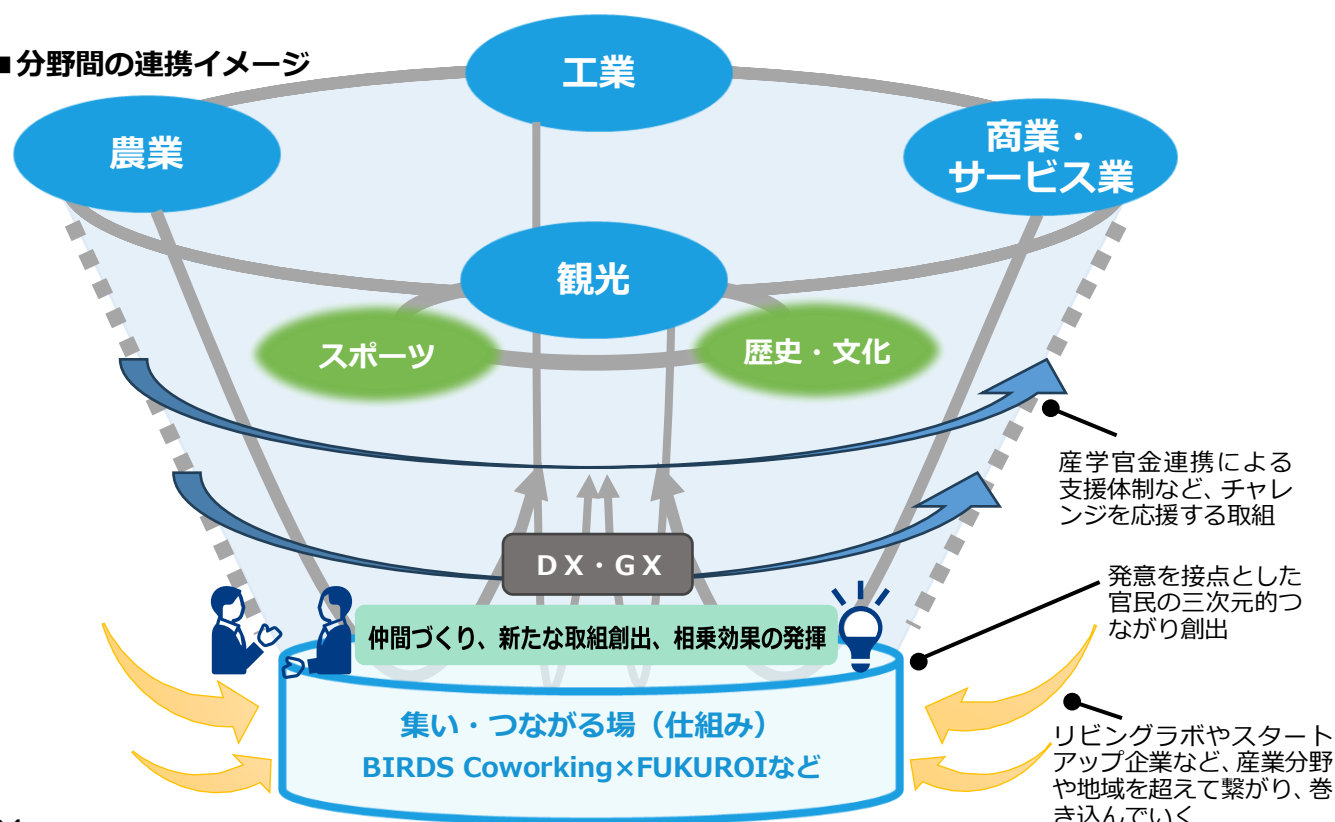 ■分野間の連携イメージ
工業
農業
商業・
サービス業
観光
スポーツ
歴史・文化
産学官金連携による
支援体制など、チャレ
ンジを応援する取組
DX・GX
発意を接点とした
官民の三次元的つ
ながり創出
仲間づくり、新たな取組創出、相乗効果の発揮
集い・つながる場（仕組み）
BIRDS Coworking×FUKUROIなど
リビングラボやスタート
アップ企業など、産業分野
や地域を超えて繋がり、巻
き込んでいく